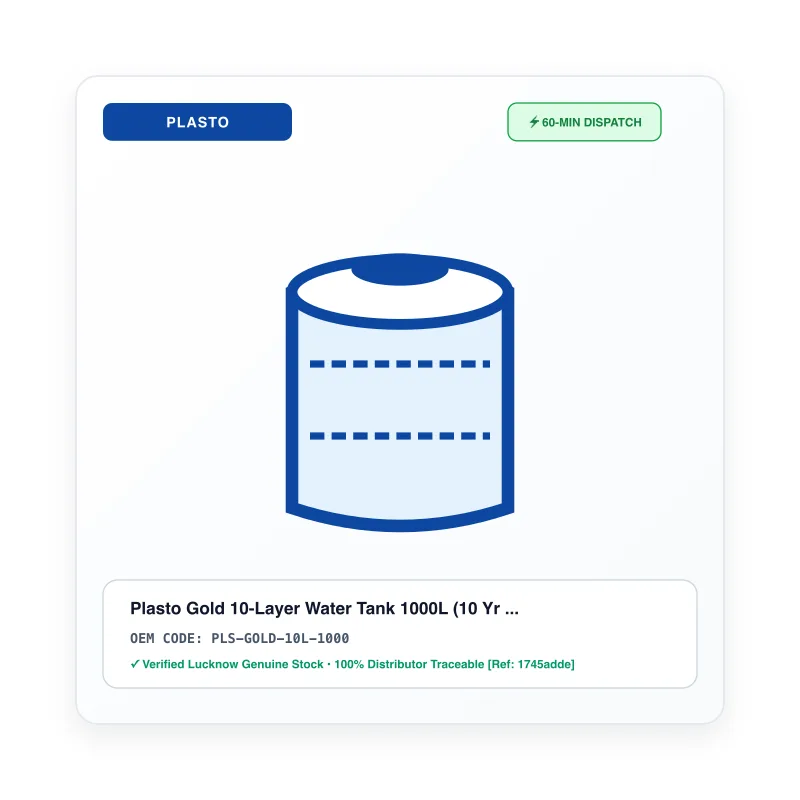 PLASTO
⚡ 60-MIN DISPATCH
Plasto Gold 10-Layer Water Tank 1000L (10 Yr ...
OEM CODE: PLS-GOLD-10L-1000
✓ Verified Lucknow Genuine Stock · 100% Distributor Traceable [Ref: 1745adde]